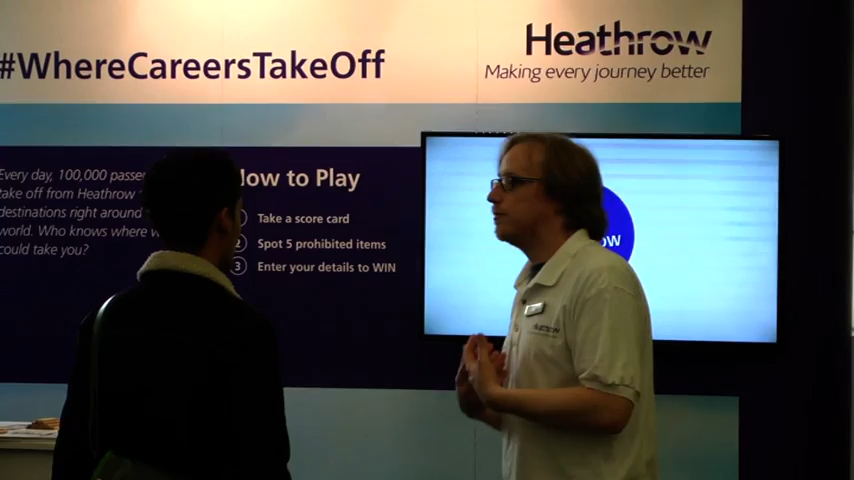 #WhereCareersTakeOff
Heathrow
Making every journey better
Every day, 100,000
take off from Heathrow
destinations right around
world. Who knows where
could take you?
How to Play
Take a score card
2 Spot 5 prohibited items
3 Enter your details to WIN
Heathrow